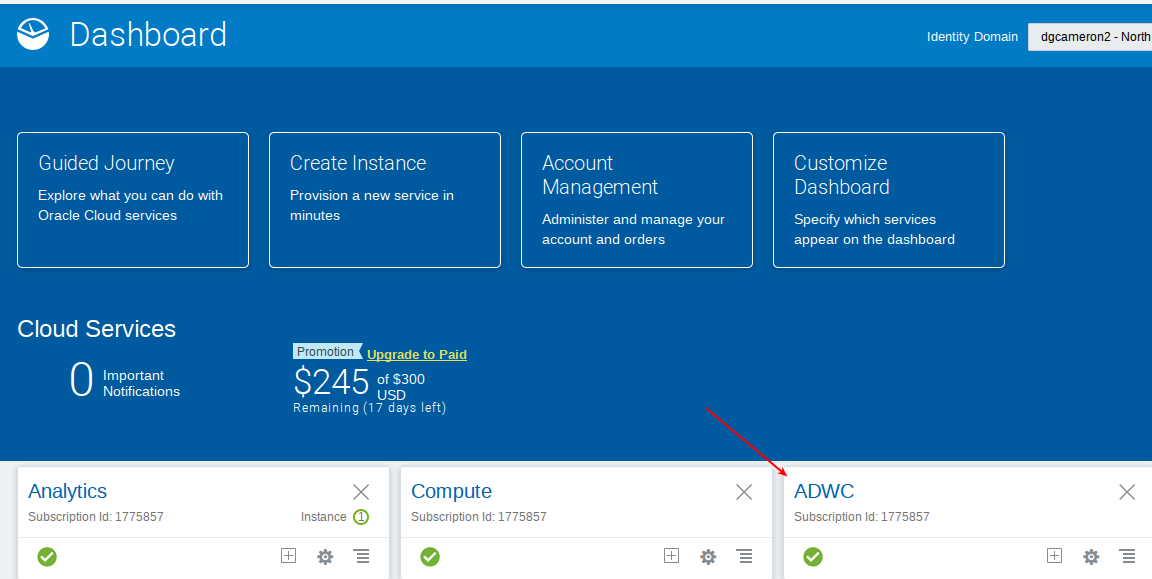 Dashboard
Identity Domain
dgcameron2 - North
Guided Journey
Explore what you can do with
Oracle Cloud services
Create Instance
Provision a new service in
minutes
Account
Management
Administer and manage your
account and orders
Customize
Dashboard
Specify which services
appear on the dashboard
Cloud Services
0 Important
Notifications
Promotion Upgrade to Paid
$245 of $300
USD
Remaining (17 days left)
Analytics
Subscription Id: 1775857
Instance 1
Compute
Subscription Id: 1775857
ADWC
Subscription Id: 1775857